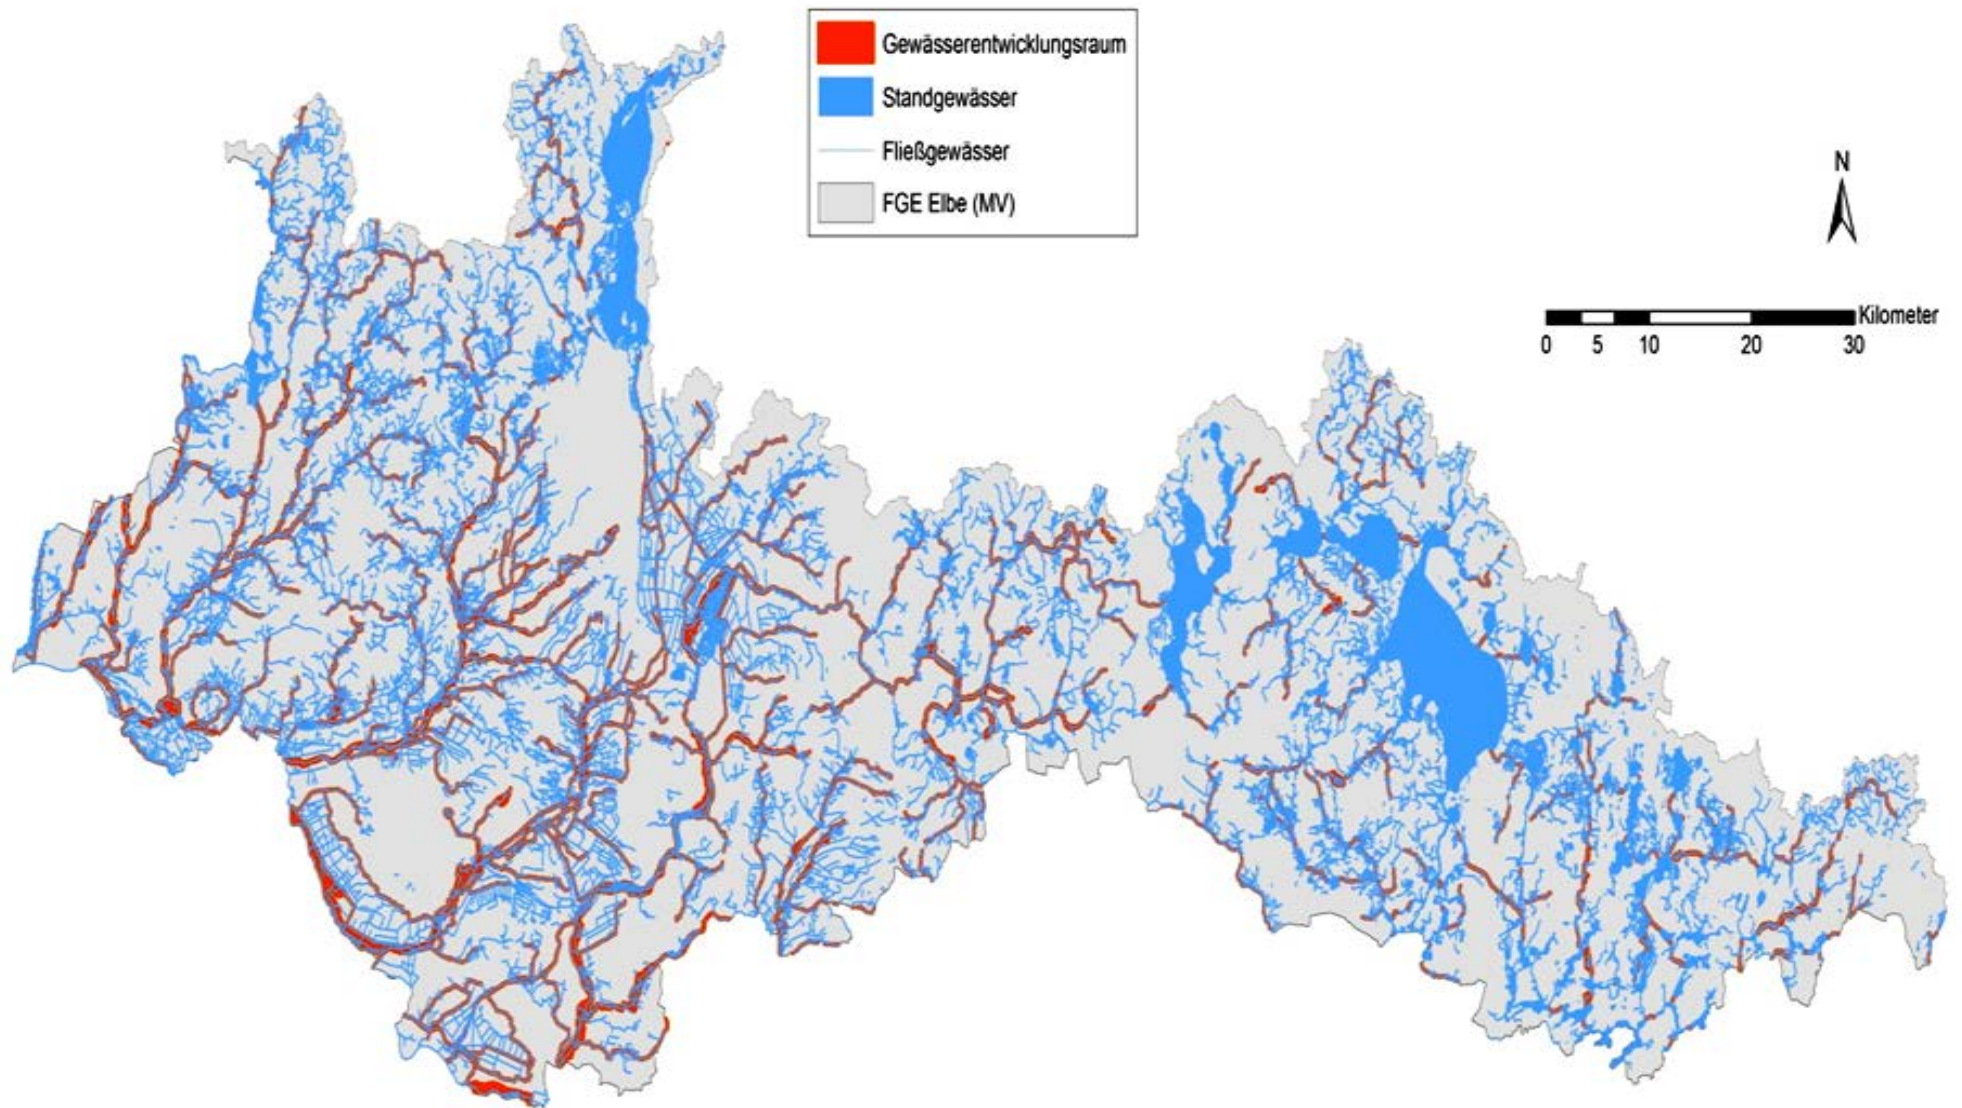 Gewässerentwicklungsraum
Standgewässer
Fließgewässer
FGE Elbe (MV)
N
Kilometer
0 5 10 20 30